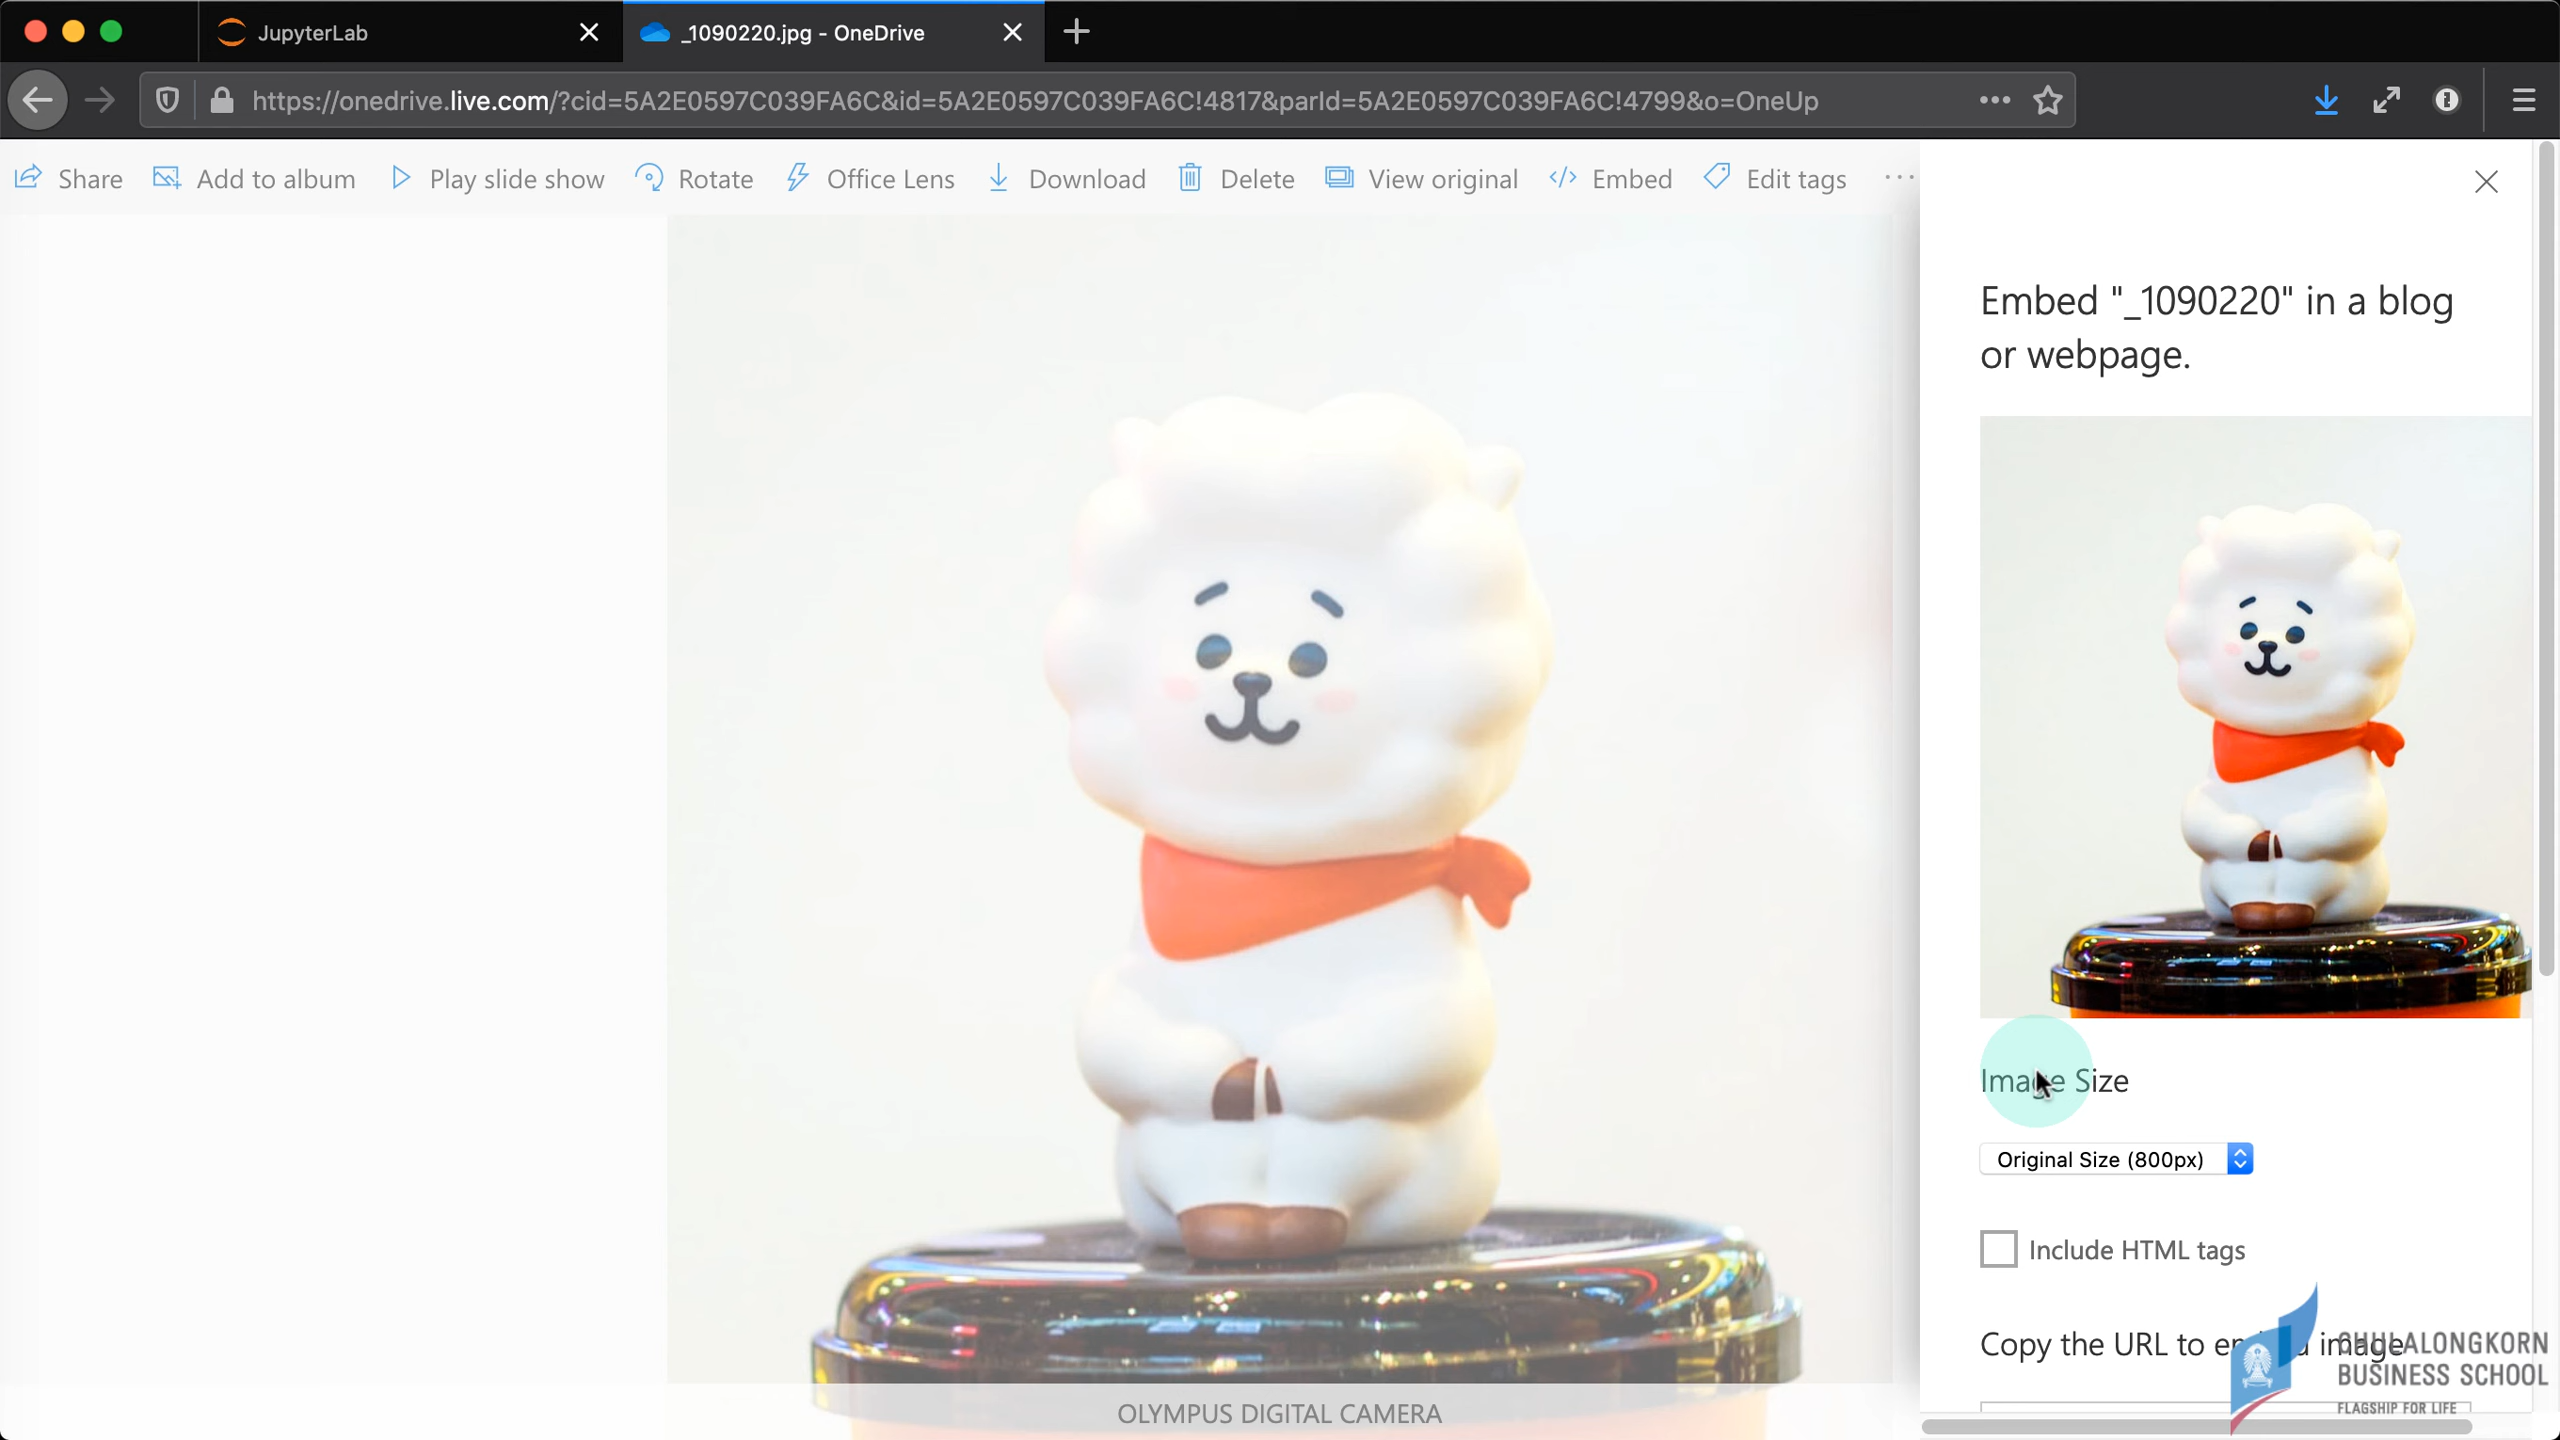 JupyterLab
_1090220.jpg - OneDrive
https://onedrive.live.com/?cid=5A2E0597C039FA6C&id=5A2E0597C039FA6C!4817&parId=5A2E0597C039FA6C!4799&o=OneUp
Share Add to album Play slide show Rotate Office Lens Download Delete View original Embed Edit tags
Embed "_1090220" in a blog
or webpage.
Image Size
Original Size (800px)
Include HTML tags
Copy the URL to image
CHULALONGKORN
BUSINESS SCHOOL
FLAGSHIP FOR LIFE
OLYMPUS DIGITAL CAMERA